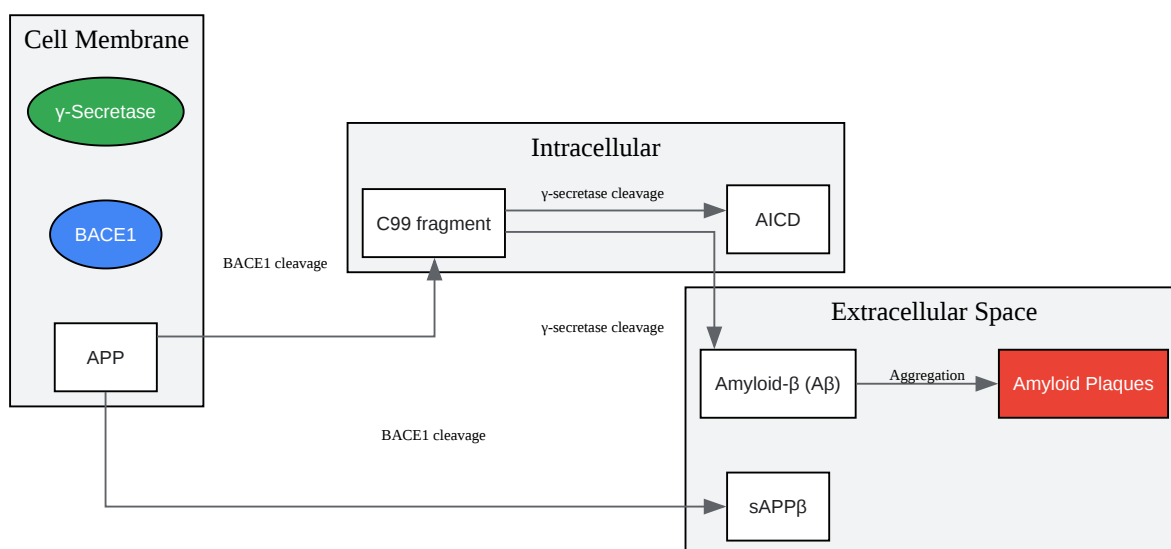 Cell Membrane
γ-Secretase
BACE1
APP
BACE1 cleavage
Intracellular
C99 fragment
γ-secretase cleavage
AICD
γ-secretase cleavage
Extracellular Space
Amyloid-β (Aβ)
Aggregation
Amyloid Plaques
BACE1 cleavage
sAPPβ